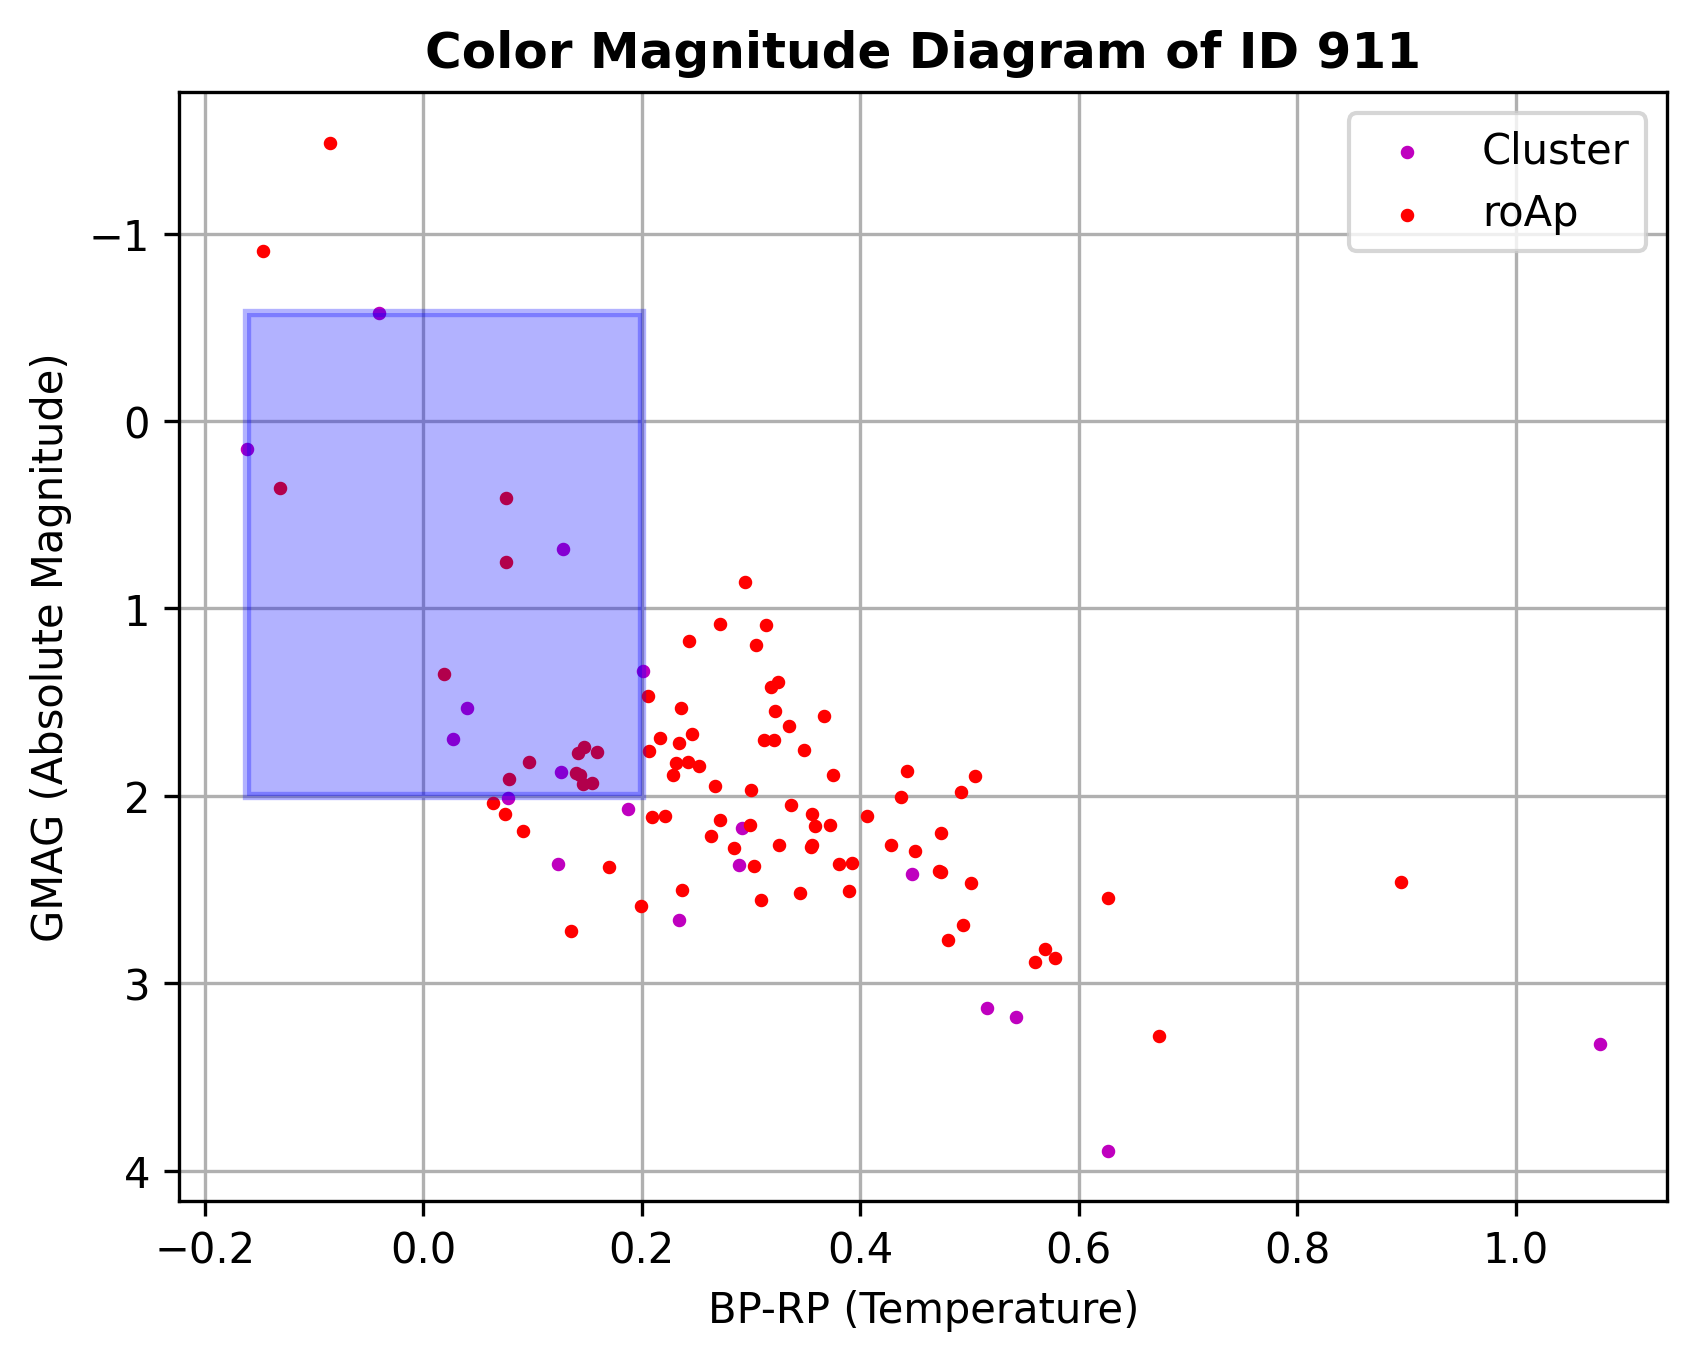 Color Magnitude Diagram of ID 911
Cluster
roAp
GMAG (Absolute Magnitude)
−1
0
1
2
3
4
−0.2 0.0 0.2 0.4 0.6 0.8 1.0
BP-RP (Temperature)